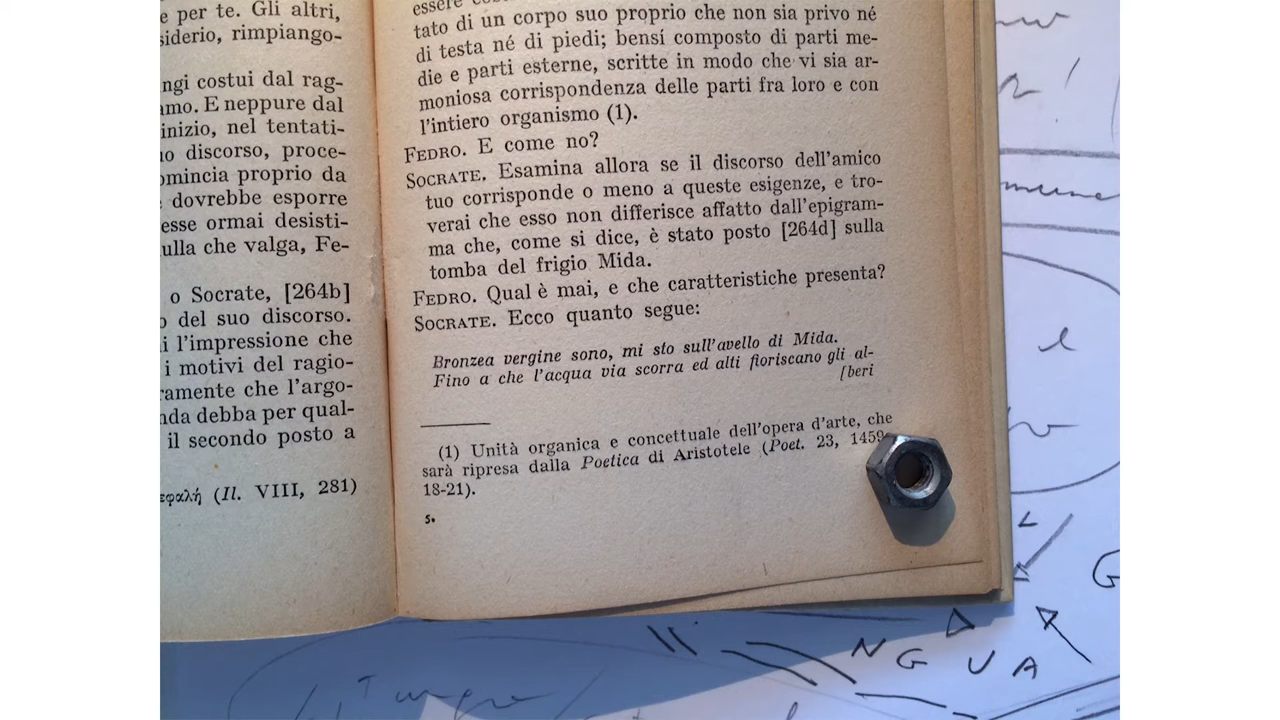 e per te. Gli altri,
siderio, rimpiango-
ngi costui dal rag-
amo. E neppure dal
inizio, nel tentati-
discorso, proce-
omincia proprio da
dovrebbe esporre
esse ormai desisti-
ulla che valga, Fe-
o Socrate, [264b]
del suo discorso.
i l'impressione che
i motivi del ragio-
ramente che l'argo-
nda debba per qual-
il secondo posto a
εφαλή (Il. VIII, 281)
essere
tato di un corpo suo proprio che non sia privo né
di testa né di piedi; bensí composto di parti me-
die e parti esterne, scritte in modo che vi sia ar-
moniosa corrispondenza delle parti fra loro e con
l'intiero organismo (1).
FEDRO. E come no?
SOCRATE. Esamina allora se il discorso dell'amico
tuo corrisponde o meno a queste esigenze, e tro-
verai che esso non differisce affatto dall'epigram-
ma che, come si dice, è stato posto [264d] sulla
tomba del frigio Mida.
FEDRO. Qual è mai, e che caratteristiche presenta?
SOCRATE. Ecco quanto segue:
Bronzea vergine sono, mi sto sull'avello di Mida.
Fino a che l'acqua via scorra ed alti fioriscano gli al-
[beri
(1) Unità organica e concettuale dell'opera d'arte, che
sarà ripresa dalla Poetica di Aristotele (Poet. 23, 1459
18-21).
5.
L
G
N G U A